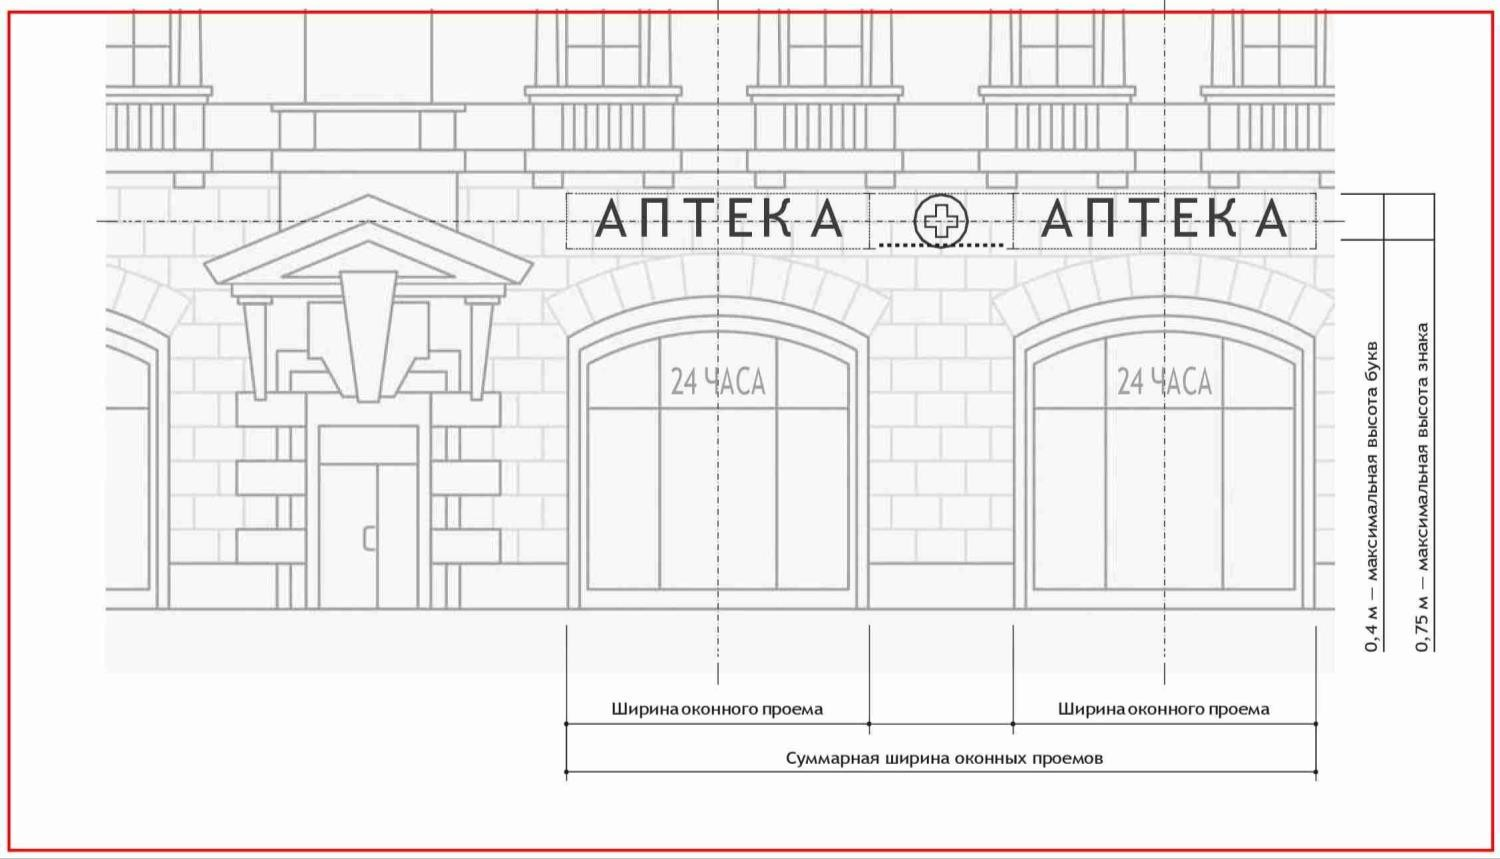 АПТЕКА АПТЕКА
24 ЧАСА 24 ЧАСА
0,4 м — максимальная высота букв
0,75 м — максимальная высота знака
Ширина оконного проема Ширина оконного проема
Суммарная ширина оконных проемов